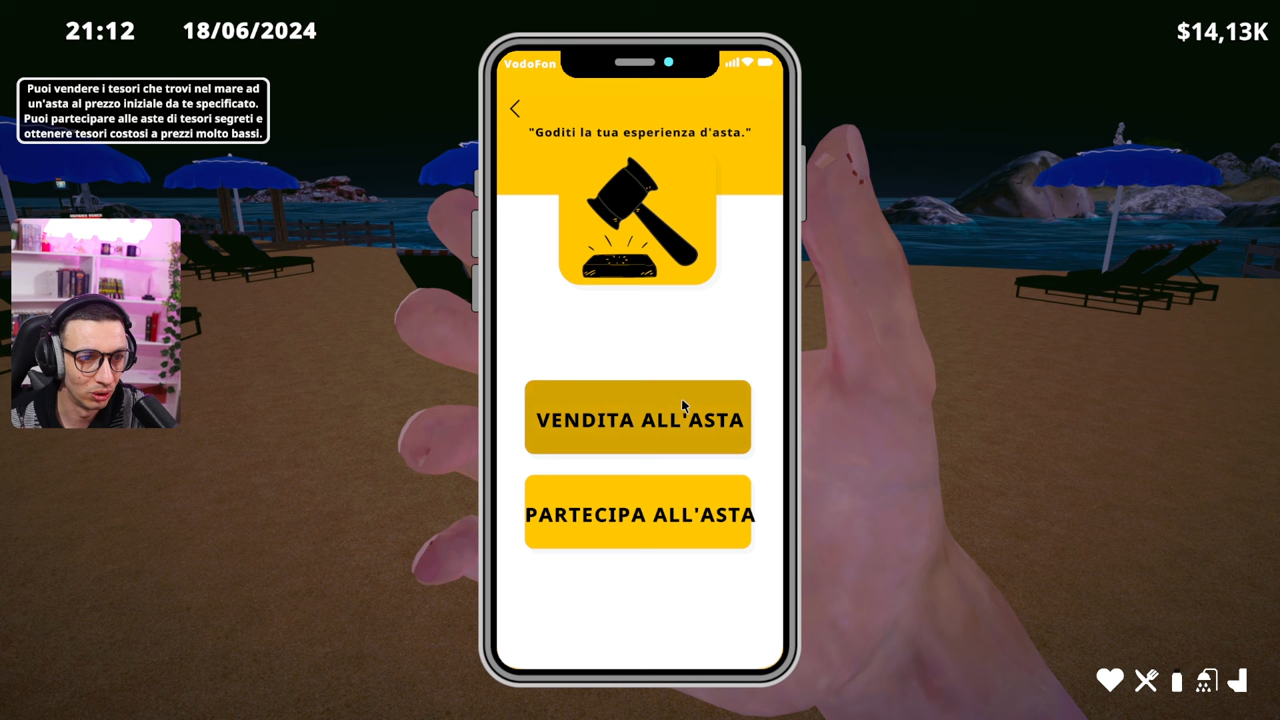 21:12
18/06/2024
$14,13K
Puoi vendere i tesori che trovi nel mare ad
un'asta al prezzo iniziale da te specificato.
Puoi partecipare alle aste di tesori segreti e
ottenere tesori costosi a prezzi molto bassi.
VodoFon
"Goditi la tua esperienza d'asta."
VENDITA ALL'ASTA
PARTECIPA ALL'ASTA